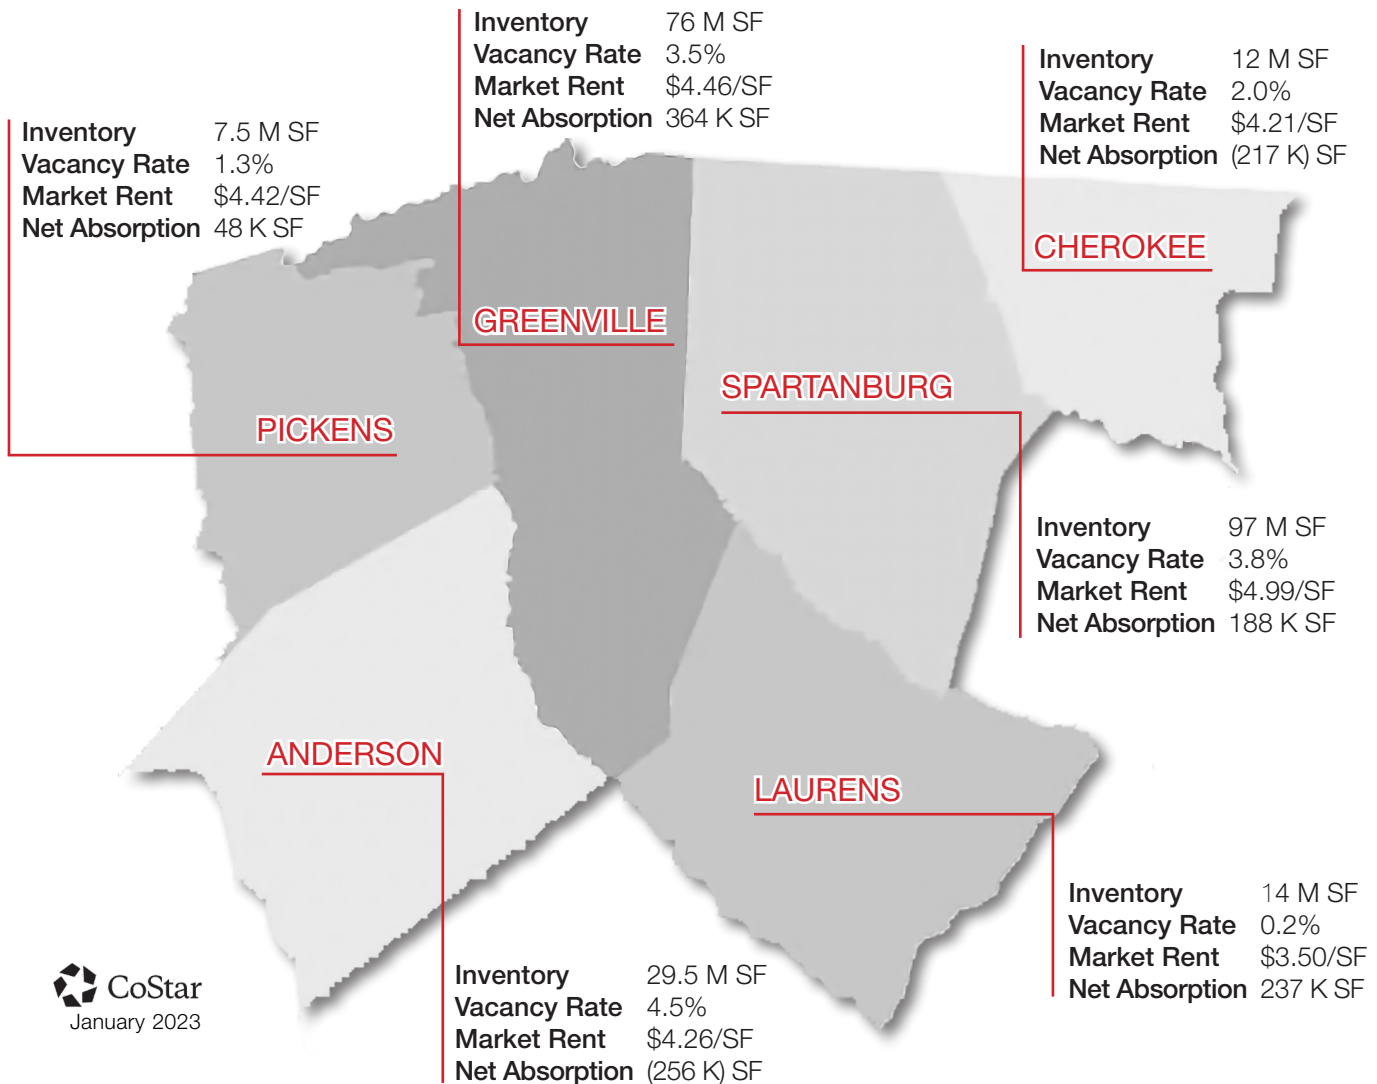 Inventory 76 M SF
Vacancy Rate 3.5%
Market Rent $4.46/SF
Net Absorption 364 K SF
Inventory 12 M SF
Vacancy Rate 2.0%
Market Rent $4.21/SF
Net Absorption (217 K) SF
Inventory 7.5 M SF
Vacancy Rate 1.3%
Market Rent $4.42/SF
Net Absorption 48 K SF
CHEROKEE
GREENVILLE
SPARTANBURG
PICKENS
Inventory 97 M SF
Vacancy Rate 3.8%
Market Rent $4.99/SF
Net Absorption 188 K SF
ANDERSON
LAURENS
Inventory 14 M SF
Vacancy Rate 0.2%
Market Rent $3.50/SF
Net Absorption 237 K SF
Inventory 29.5 M SF
Vacancy Rate 4.5%
Market Rent $4.26/SF
Net Absorption (256 K) SF
CoStar
January 2023